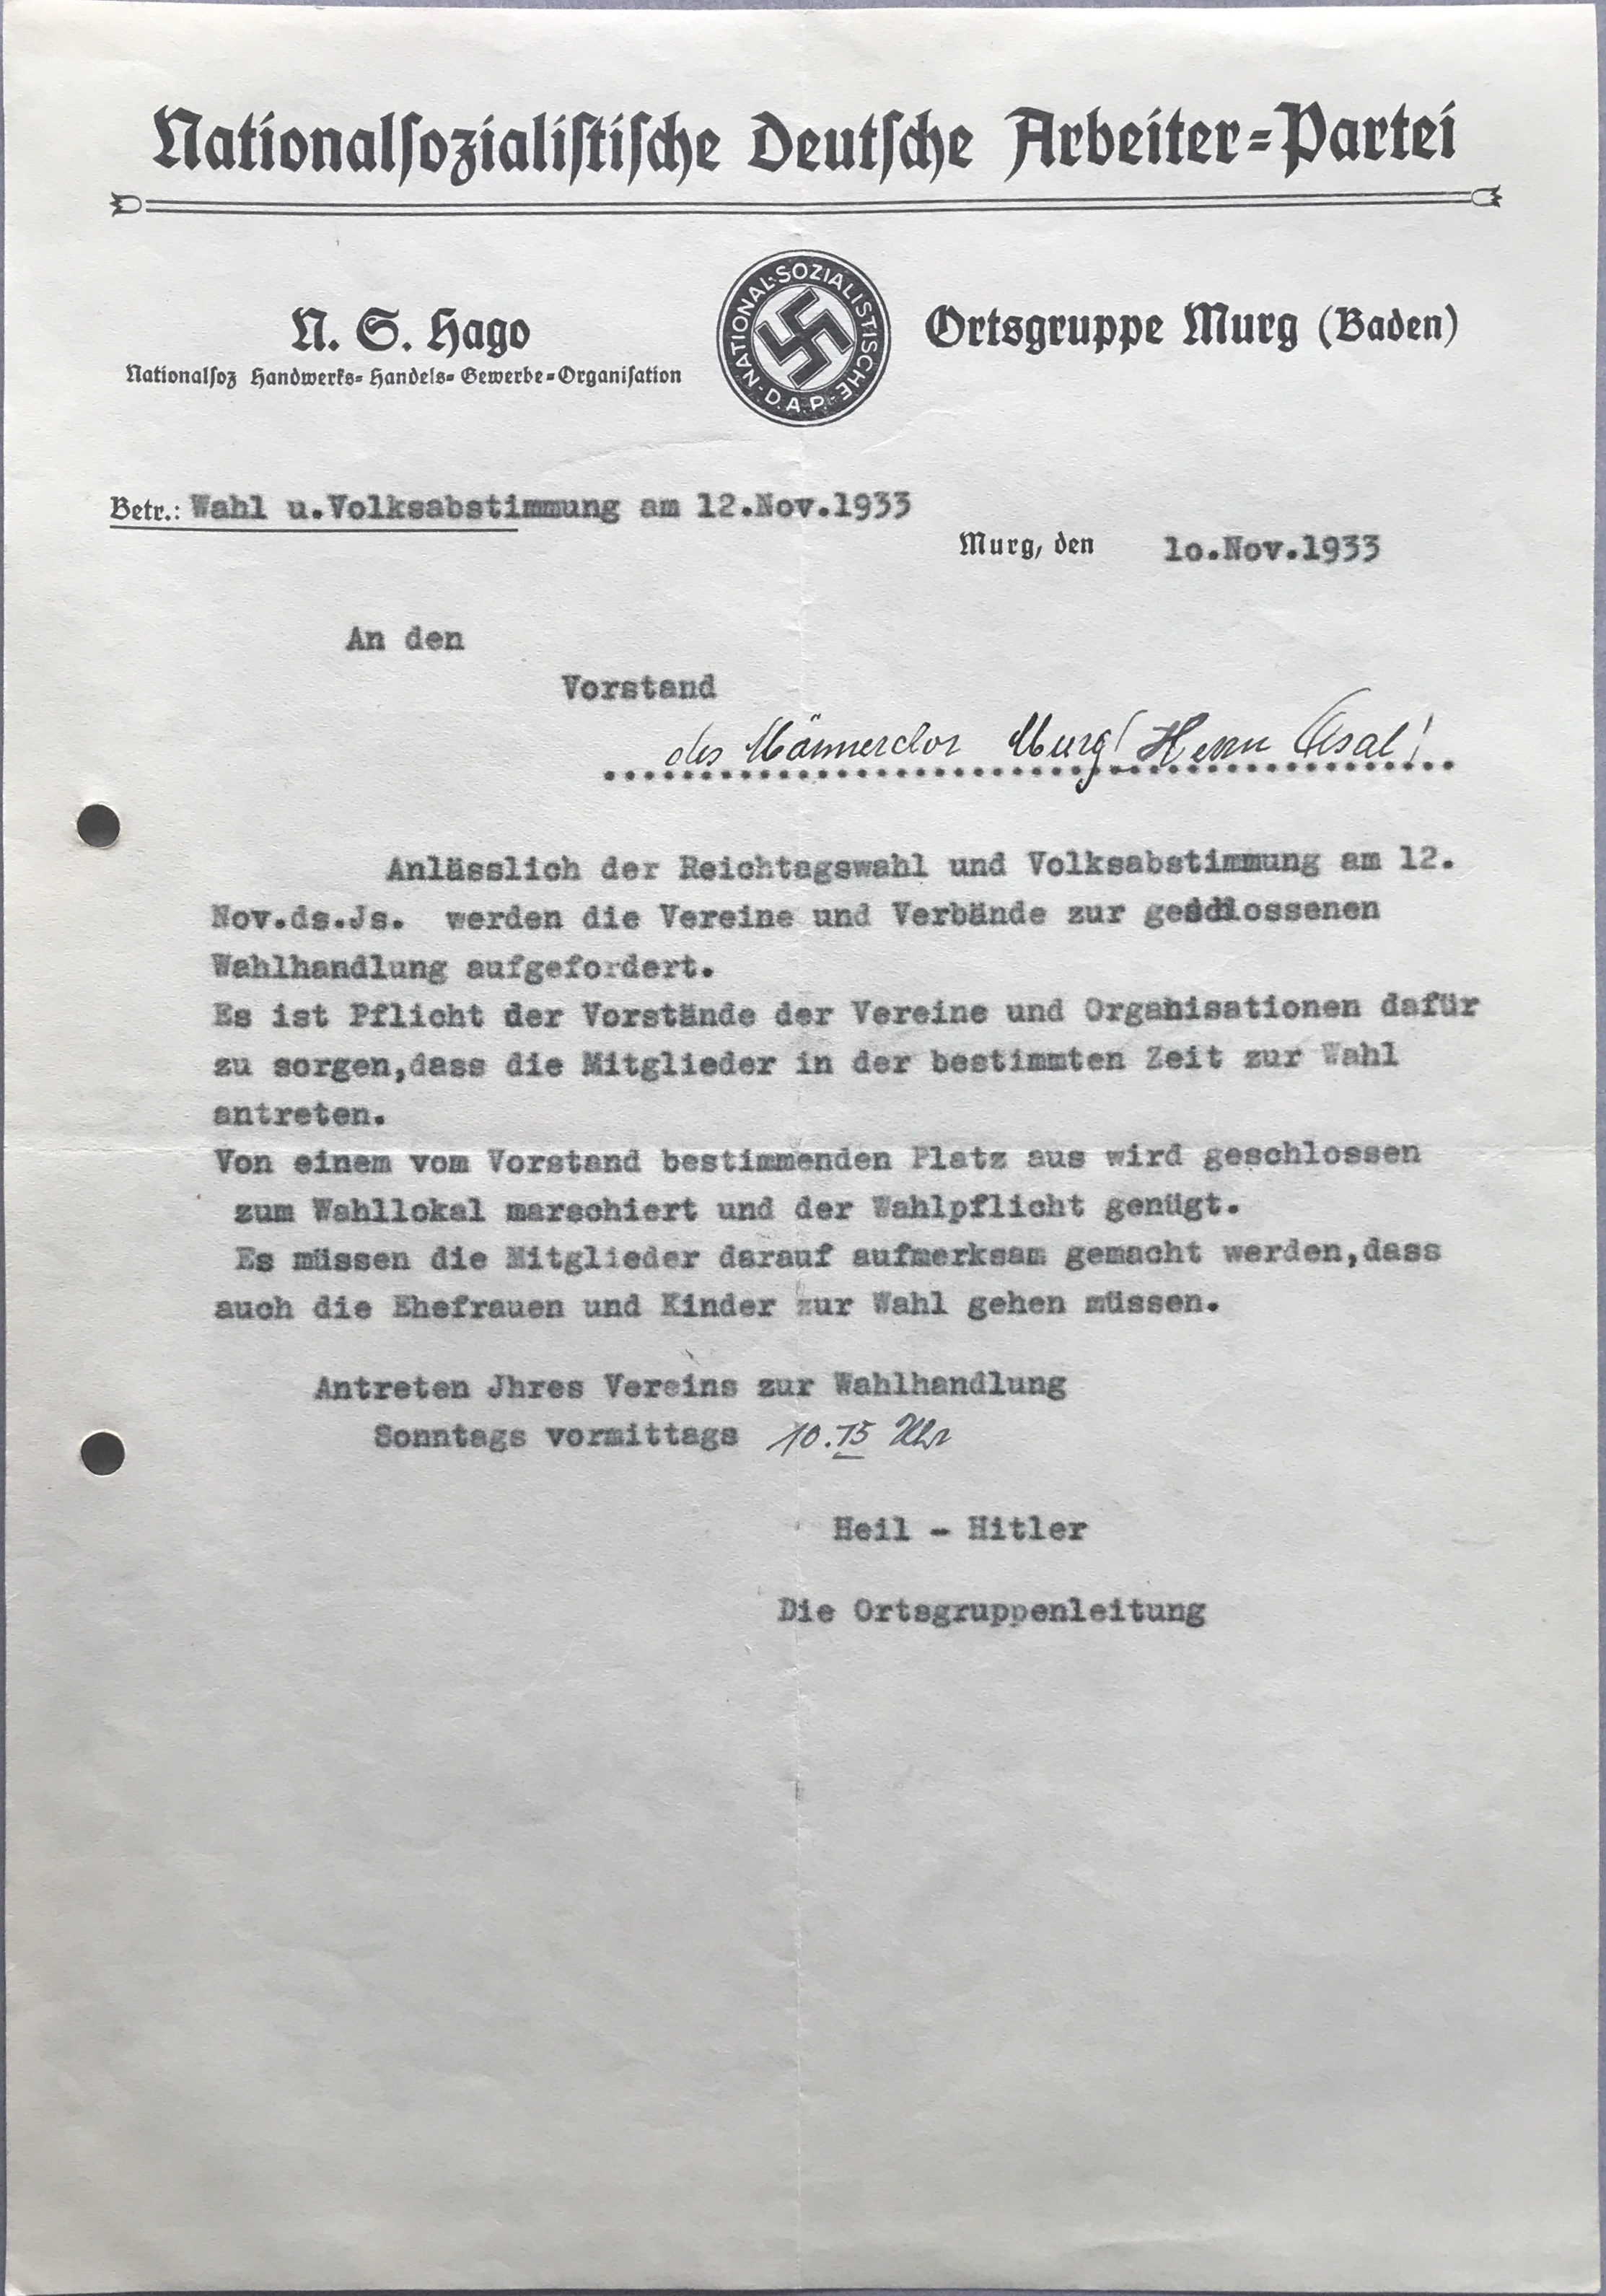 Nationalsozialistische Deutsche Arbeiter-Partei
N. S. Hago
Nationalsoz Handwerks- Handels- Gewerbe-Organisation
NATIONAL-SOZIALISTISCHE D.A.P.
Ortsgruppe Murg (Baden)
Betr.: Wahl u.Volksabstimmung am 12.Nov.1933
Murg, den 10.Nov.1933
An den
Vorstand
des Männerchor Murg! Herrn Asal!
Anlässlich der Reichtagswahl und Volksabstimmung am 12.
Nov.ds.Js. werden die Vereine und Verbände zur geschlossenen
Wahlhandlung aufgefordert.
Es ist Pflicht der Vorstände der Vereine und Organisationen dafür
zu sorgen,dass die Mitglieder in der bestimmten Zeit zur Wahl
antreten.
Von einem vom Vorstand bestimmenden Platz aus wird geschlossen
zum Wahllokal marschiert und der Wahlpflicht genügt.
Es müssen die Mitglieder darauf aufmerksam gemacht werden,dass
auch die Ehefrauen und Kinder zur Wahl gehen müssen.
Antreten Jhres Vereins zur Wahlhandlung
Sonntags vormittags 10.15 Uhr
Heil - Hitler
Die Ortsgruppenleitung